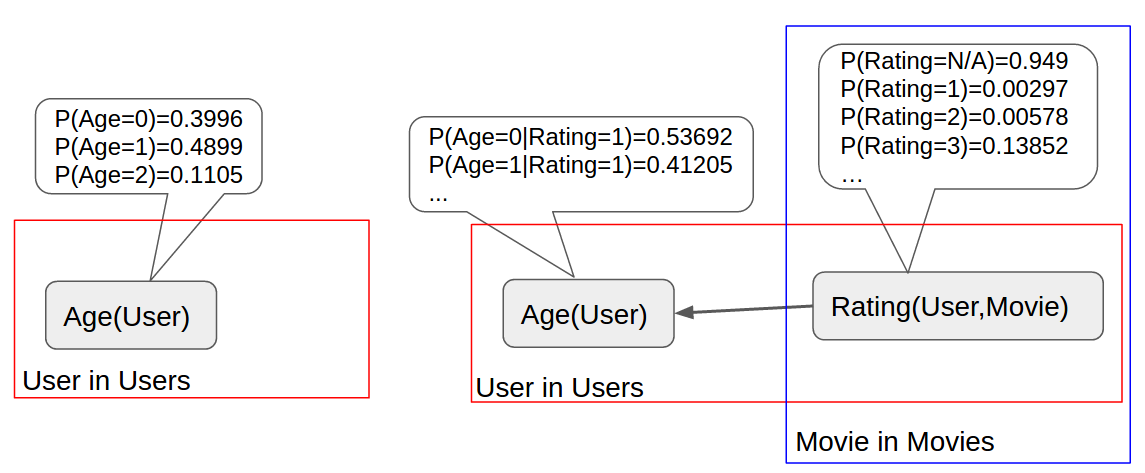 P(Age=0)=0.3996
P(Age=1)=0.4899
P(Age=2)=0.1105
Age(User)
User in Users
P(Age=0|Rating=1)=0.53692
P(Age=1|Rating=1)=0.41205
...
Age(User)
User in Users
P(Rating=N/A)=0.949
P(Rating=1)=0.00297
P(Rating=2)=0.00578
P(Rating=3)=0.13852
...
Rating(User,Movie)
Movie in Movies